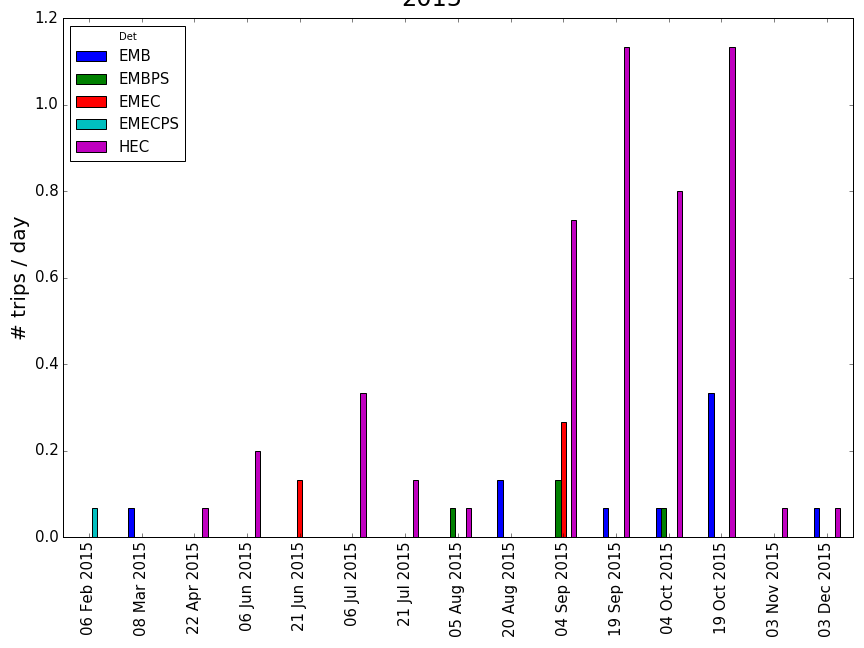 2015
1.2
1.0
0.8
0.6
0.4
0.2
0.0
# trips / day
Det
EMB
EMBPS
EMEC
EMECPS
HEC
06 Feb 2015
08 Mar 2015
22 Apr 2015
06 Jun 2015
21 Jun 2015
06 Jul 2015
21 Jul 2015
05 Aug 2015
20 Aug 2015
04 Sep 2015
19 Sep 2015
04 Oct 2015
19 Oct 2015
03 Nov 2015
03 Dec 2015